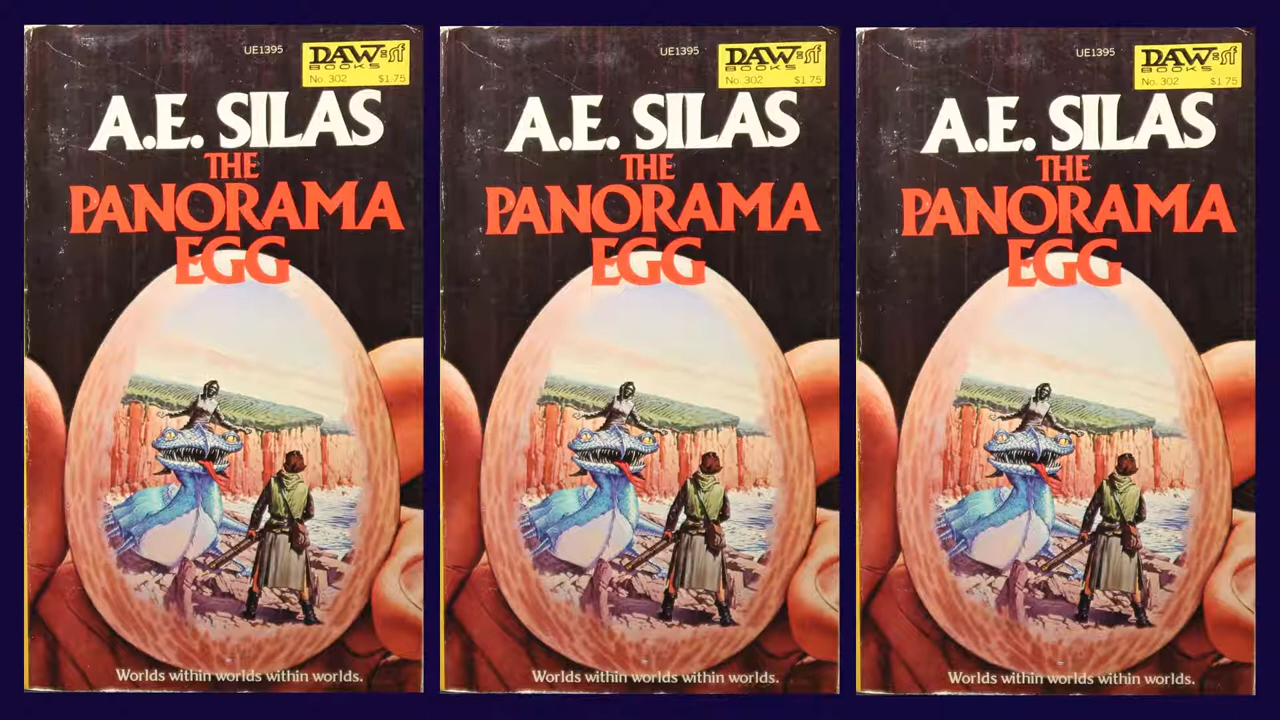 UE1395
DAW sf
BOOKS
No. 302 $1.75
A.E. SILAS
THE
PANORAMA
EGG
Worlds within worlds within worlds.
UE1395
DAW sf
BOOKS
No. 302 $1.75
A.E. SILAS
THE
PANORAMA
EGG
Worlds within worlds within worlds.
UE1395
DAW sf
BOOKS
No. 302 $1.75
A.E. SILAS
THE
PANORAMA
EGG
Worlds within worlds within worlds.